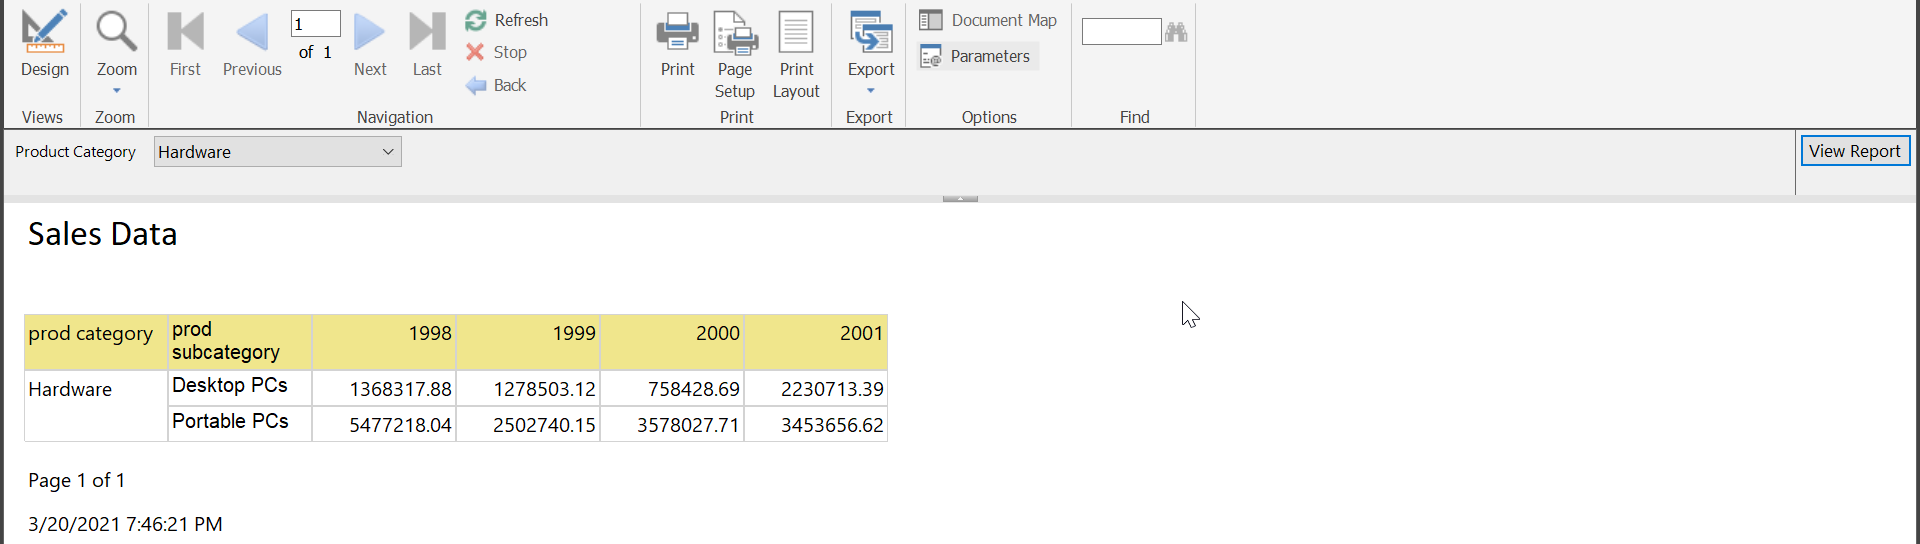 Design
Views
Zoom
Zoom
First
Previous
1
of 1
Next
Last
Refresh
Stop
Back
Navigation
Print
Page
Setup
Print
Layout
Print
Export
Export
Document Map
Parameters
Options
Find
Product Category Hardware View Report
Sales Data
prod category prod subcategory 1998 1999 2000 2001
Hardware Desktop PCs 1368317.88 1278503.12 758428.69 2230713.39
Portable PCs 5477218.04 2502740.15 3578027.71 3453656.62
Page 1 of 1
3/20/2021 7:46:21 PM